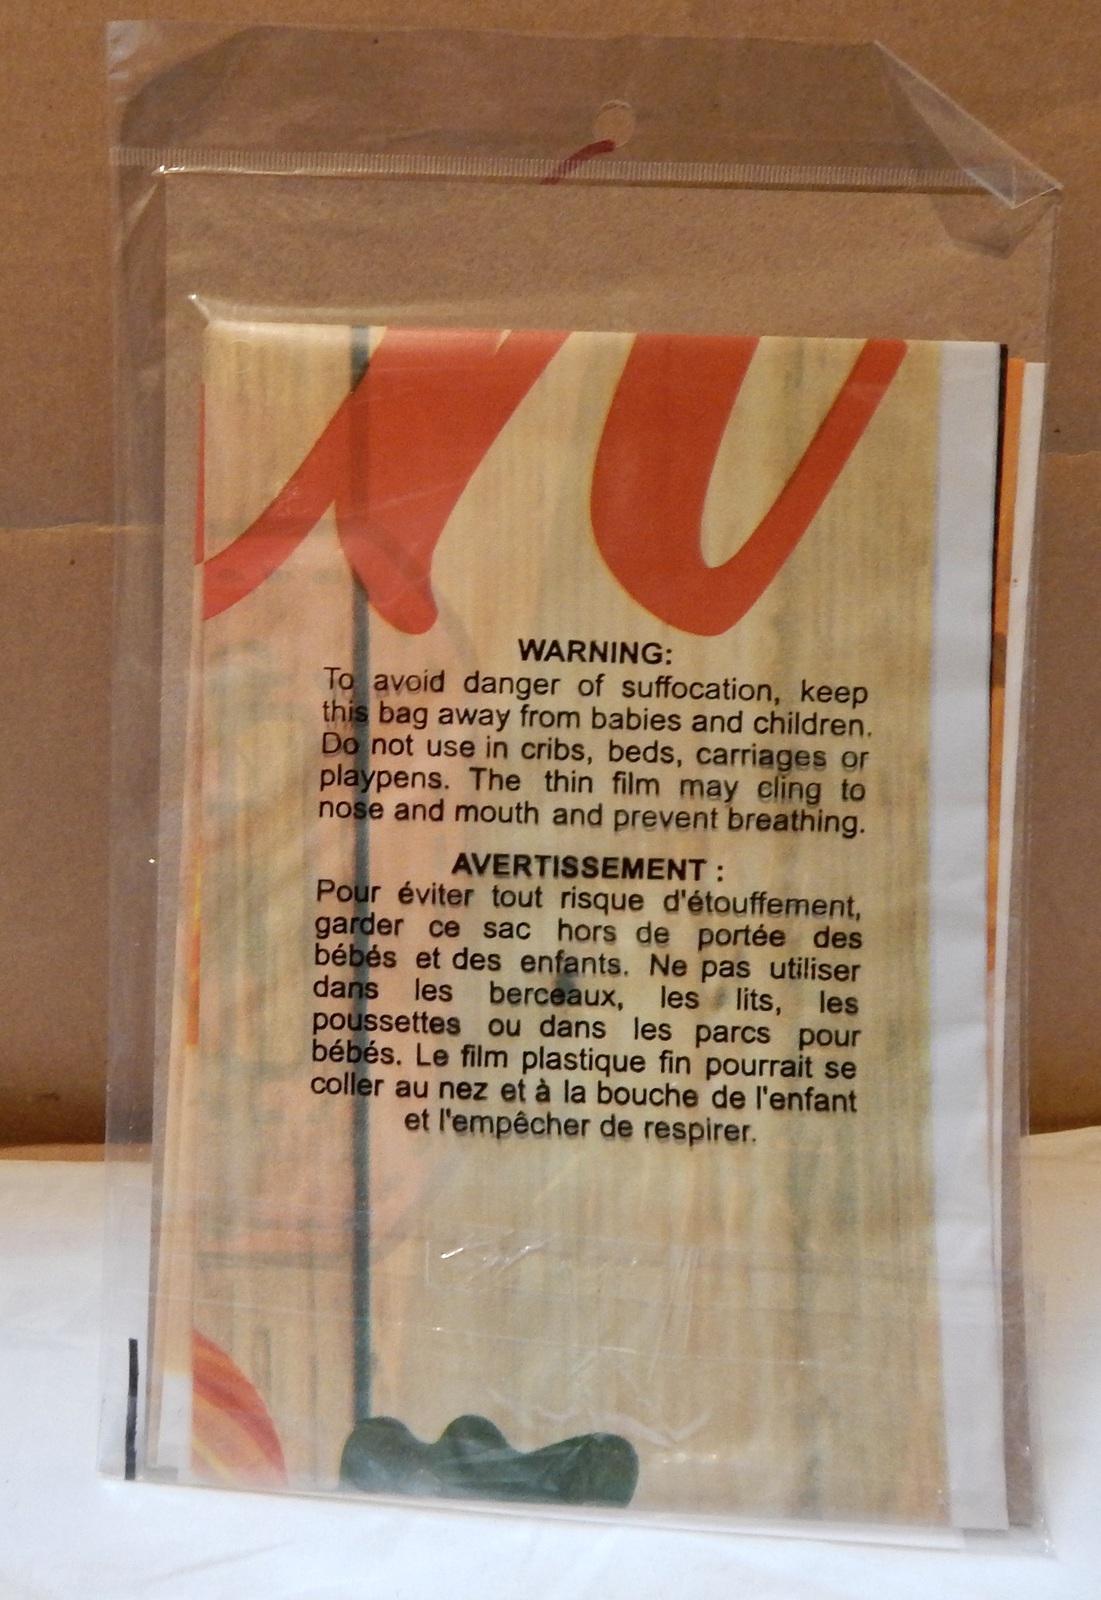 WARNING:
To avoid danger of suffocation, keep
this bag away from babies and children.
Do not use in cribs, beds, carriages or
playpens. The thin film may cling to
nose and mouth and prevent breathing.
AVERTISSEMENT :
Pour éviter tout risque d'étouffement,
garder ce sac hors de portée des
bébés et des enfants. Ne pas utiliser
dans les berceaux, les lits, les
poussettes ou dans les parcs pour
bébés. Le film plastique fin pourrait se
coller au nez et à la bouche de l'enfant
et l'empêcher de respirer.